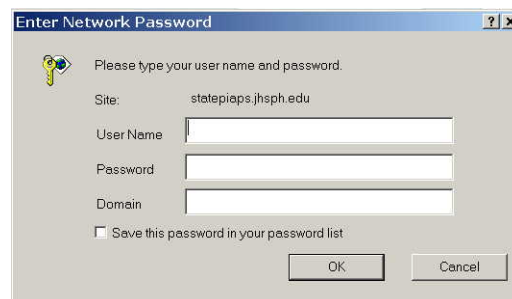 Enter Network Password
Please type your user name and password.
Site: statepiaps.jhsph.edu
User Name
Password
Domain
Save this password in your password list
OK Cancel